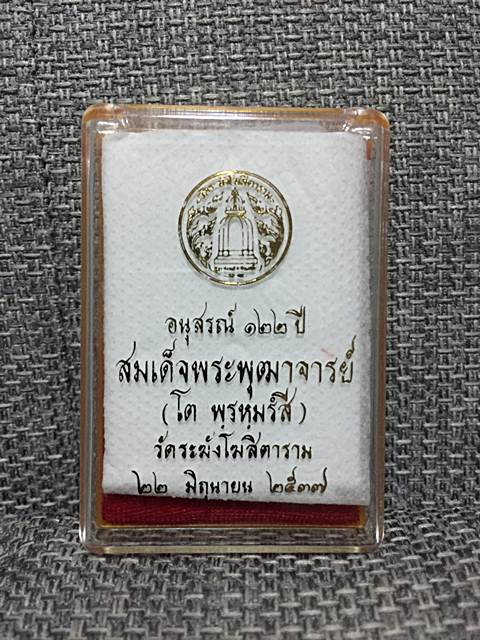 อนุสรณ์ ๑๒๒ ปี
สมเด็จพระพุฒาจารย์
(โต พฺรหฺมรํสี)
วัดระฆังโฆสิตาราม
๒๒ มิถุนายน ๒๕๓๗